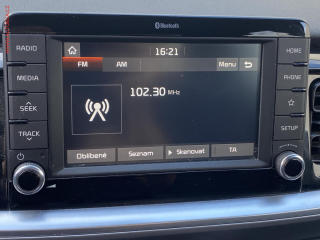 Bluetooth
RADIO
16:21
HOME
FM
AM
Menu
MEDIA
PHONE
102.30 MHz
SEEK
TRACK
SETUP
Oblíbené
Seznam
Skenovat
TA